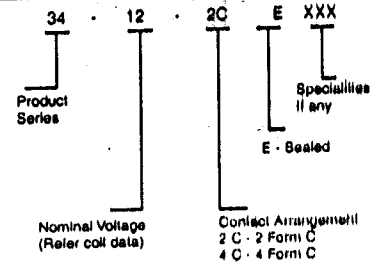 34 · 12 · 2C E XXX
Product
Series
Specialities
if any
E - Sealed
Nominal Voltage
(Refer coil data)
Contact Arrangement
2 C - 2 Form C
4 C - 4 Form C